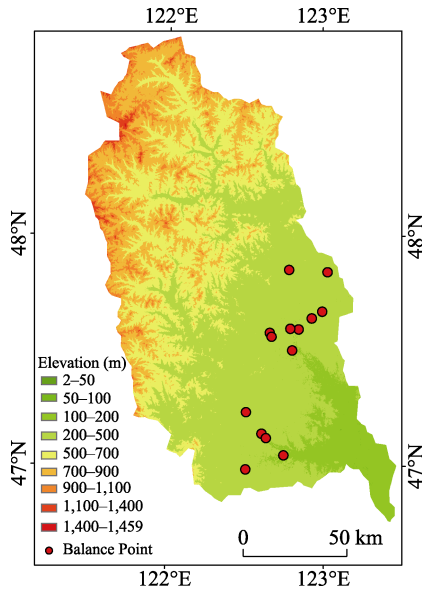 122°E 123°E
48°N 48°N
Elevation (m)
2–50
50–100
100–200
200–500
500–700
700–900
900–1,100
1,100–1,400
1,400–1,459
Balance Point
47°N 47°N
0 50 km
122°E 123°E